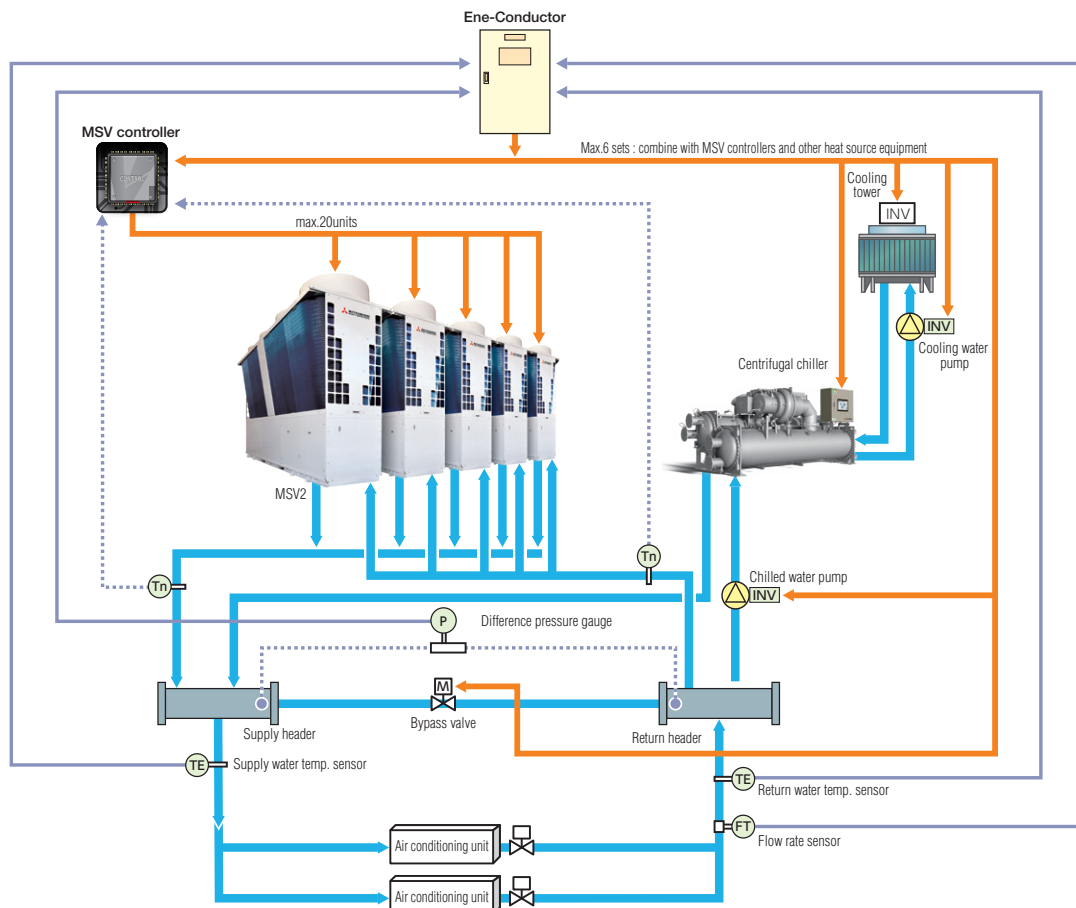 Ene-Conductor
MSV controller
CONTROL
Max.6 sets : combine with MSV controllers and other heat source equipment
Cooling
tower
INV
max.20units
INV
Cooling water
pump
Centrifugal chiller
MSV2
Tn
Tn
Chilled water pump
INV
P
Difference pressure gauge
M
Bypass valve
Supply header
Return header
TE
Supply water temp. sensor
TE
Return water temp. sensor
FT
Flow rate sensor
Air conditioning unit
Air conditioning unit